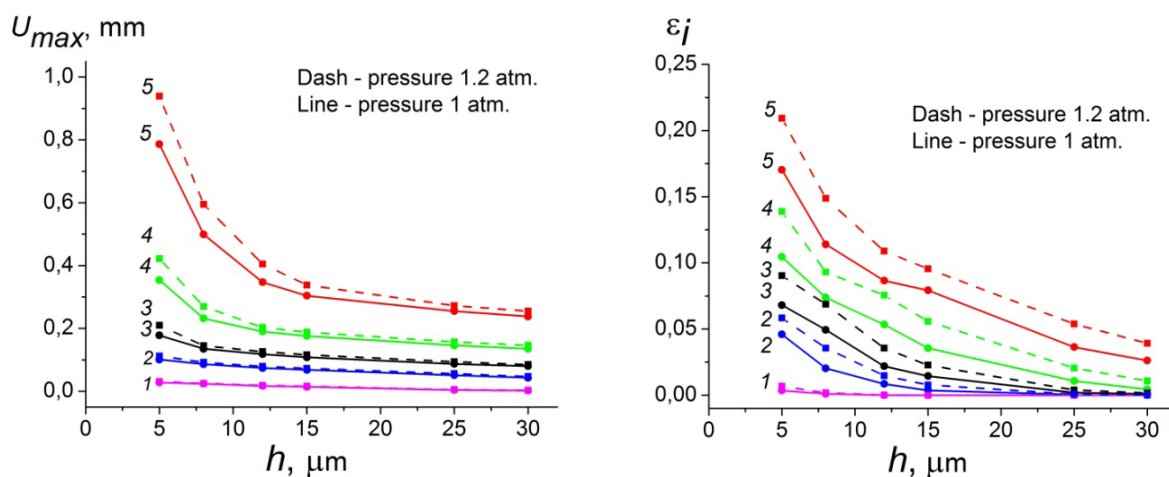 U_max, mm
Dash - pressure 1.2 atm.
Line - pressure 1 atm.
1,0
0,8
0,6
0,4
0,2
0,0
5
5
4
4
3
3
2
1
0 5 10 15 20 25 30
h, μm
ε_i
Dash - pressure 1.2 atm.
Line - pressure 1 atm.
0,25
0,20
0,15
0,10
0,05
0,00
5
5
4
4
3
3
2
2
1
0 5 10 15 20 25 30
h, μm